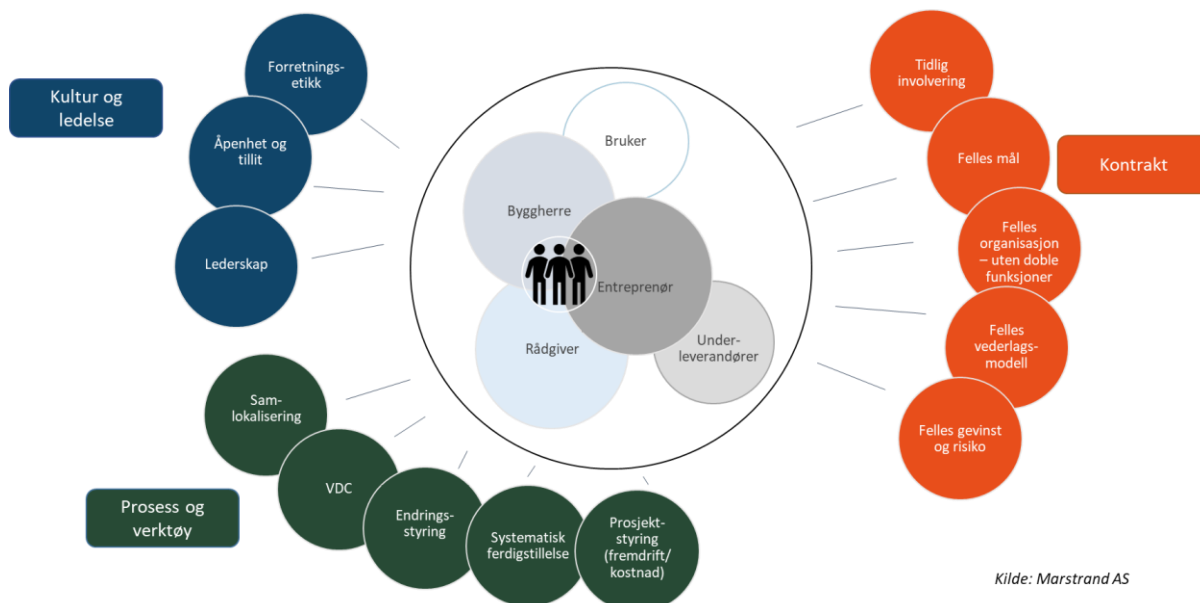 Kultur og
ledelse
Forretnings-
etikk
Åpenhet og
tillit
Lederskap
Bruker
Byggherre
Entreprenør
Rådgiver
Under-
leverandører
Tidlig
involvering
Felles mål
Kontrakt
Felles
organisasjon
– uten doble
funksjoner
Felles
vederlags-
modell
Felles gevinst
og risiko
Prosess og
verktøy
Sam-
lokalisering
VDC
Endrings-
styring
Systematisk
ferdigstillelse
Prosjekt-
styring
(fremdrift/
kostnad)
Kilde: Marstrand AS